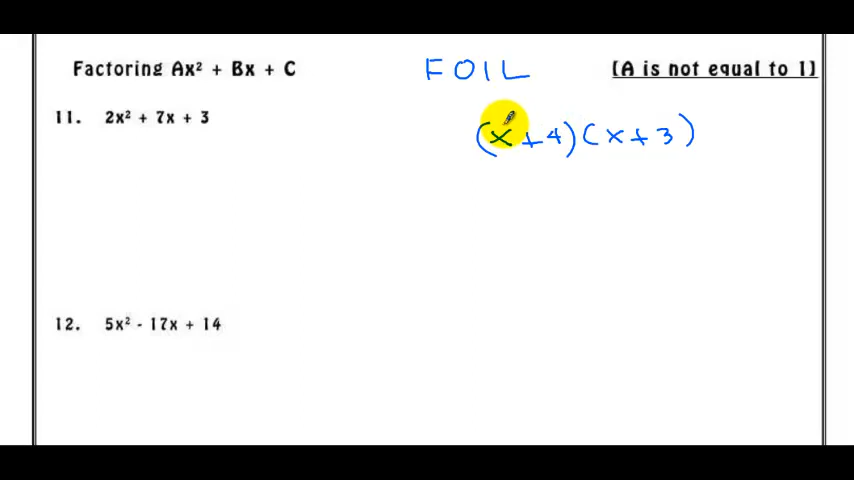 Factoring Ax² + Bx + C FOIL (A is not equal to 1)
11. 2x² + 7x + 3
(x+4)(x+3)
12. 5x² - 17x + 14